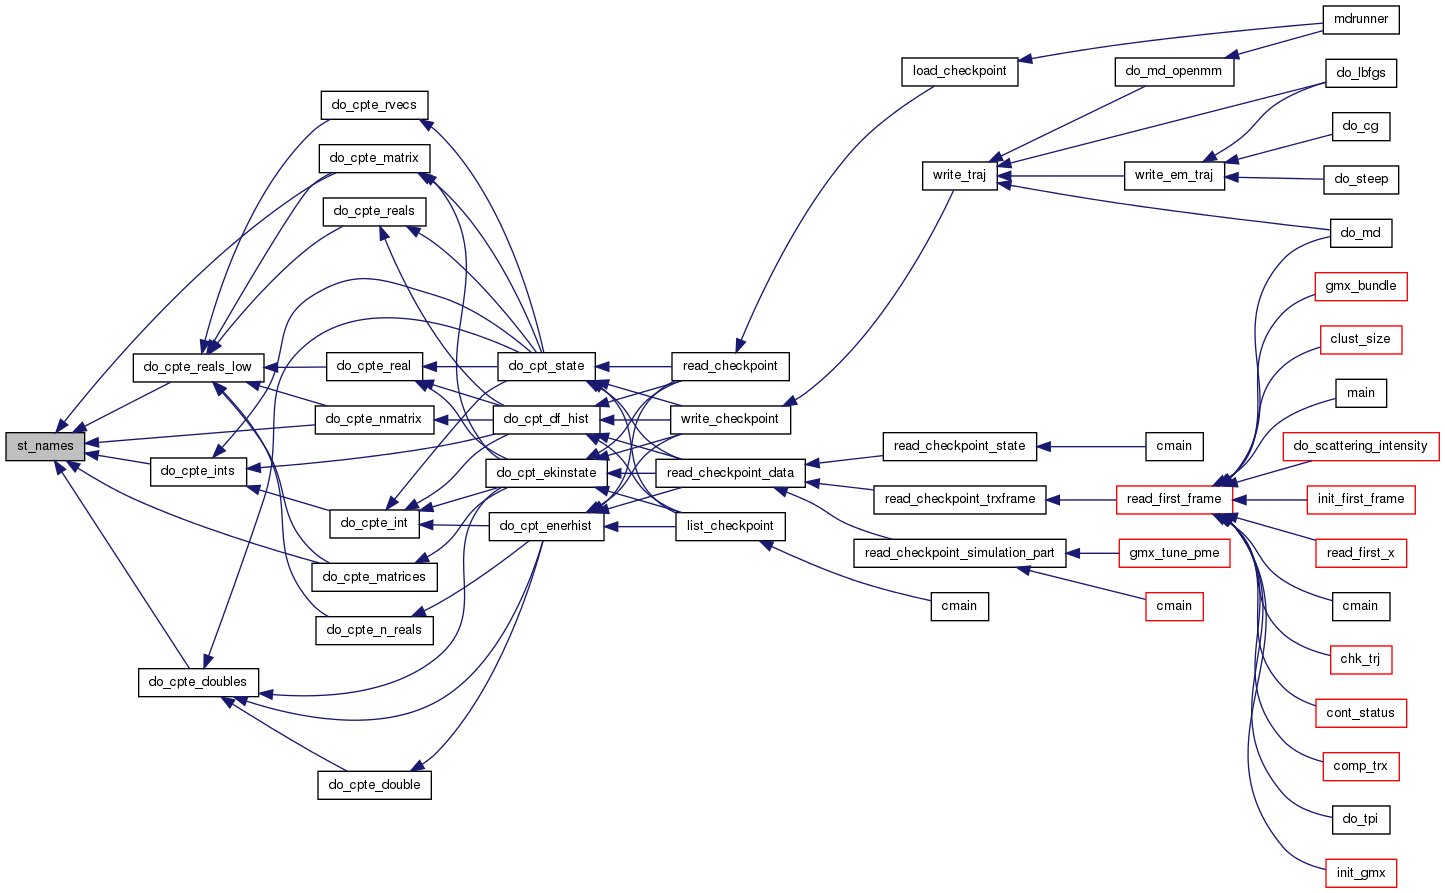 st_names
do_cpte_reals_low
do_cpte_ints
do_cpte_doubles
do_cpte_rvecs
do_cpte_matrix
do_cpte_reals
do_cpte_real
do_cpte_nmatrix
do_cpte_int
do_cpte_matrices
do_cpte_n_reals
do_cpte_double
do_cpt_state
do_cpt_df_hist
do_cpt_ekinstate
do_cpt_enerhist
read_checkpoint
write_checkpoint
read_checkpoint_data
list_checkpoint
load_checkpoint
write_traj
read_checkpoint_state
read_checkpoint_trxframe
read_checkpoint_simulation_part
cmain
do_md_openmm
write_em_traj
cmain
read_first_frame
gmx_tune_pme
cmain
mdrunner
do_lbfgs
do_cg
do_steep
do_md
gmx_bundle
clust_size
main
do_scattering_intensity
init_first_frame
read_first_x
cmain
chk_trj
cont_status
comp_trx
do_tpi
init_gmx